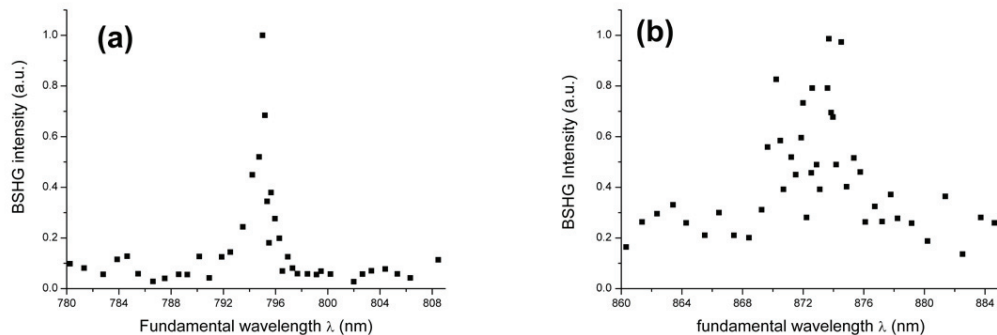 (a)
BSHG intensity (a.u.)
1.0
0.8
0.6
0.4
0.2
0.0
780 784 788 792 796 800 804 808
Fundamental wavelength λ (nm)
(b)
BSHG Intensity (a.u.)
1.0
0.8
0.6
0.4
0.2
0.0
860 864 868 872 876 880 884
fundamental wavelength λ (nm)